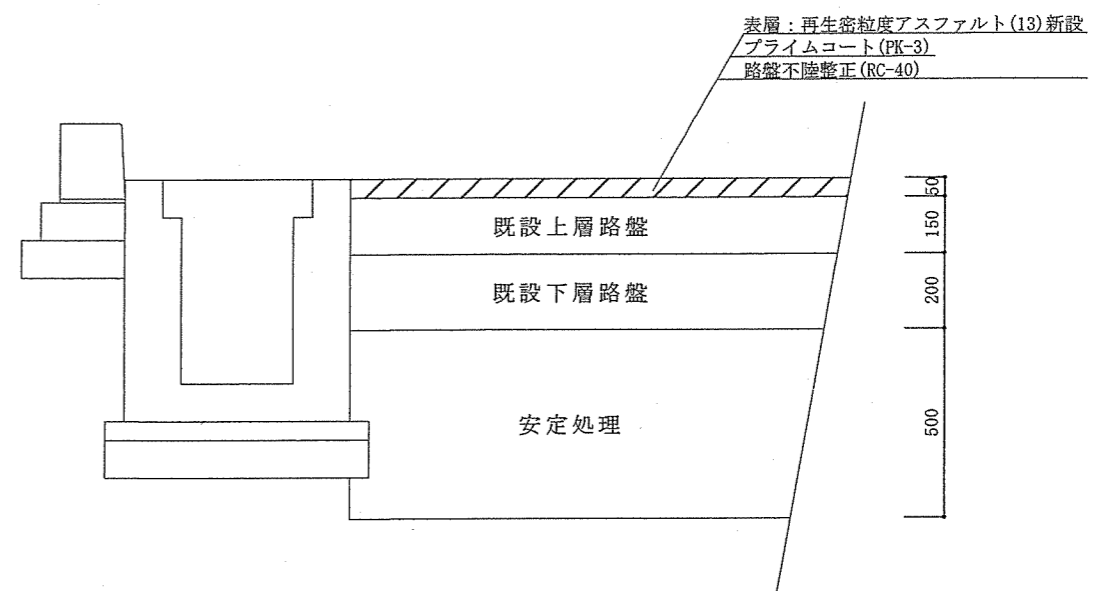 表層：再生密粒度アスファルト(13)新設
プライムコート(PK-3)
路盤不陸整正(RC-40)
50
既設上層路盤
150
既設下層路盤
200
安定処理
500